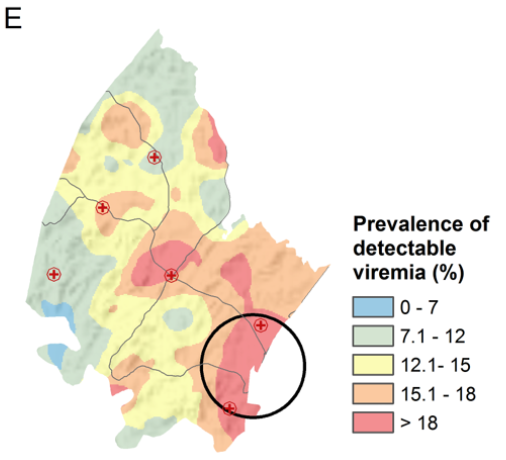 E
Prevalence of
detectable
viremia (%)
0 - 7
7.1 - 12
12.1- 15
15.1 - 18
> 18